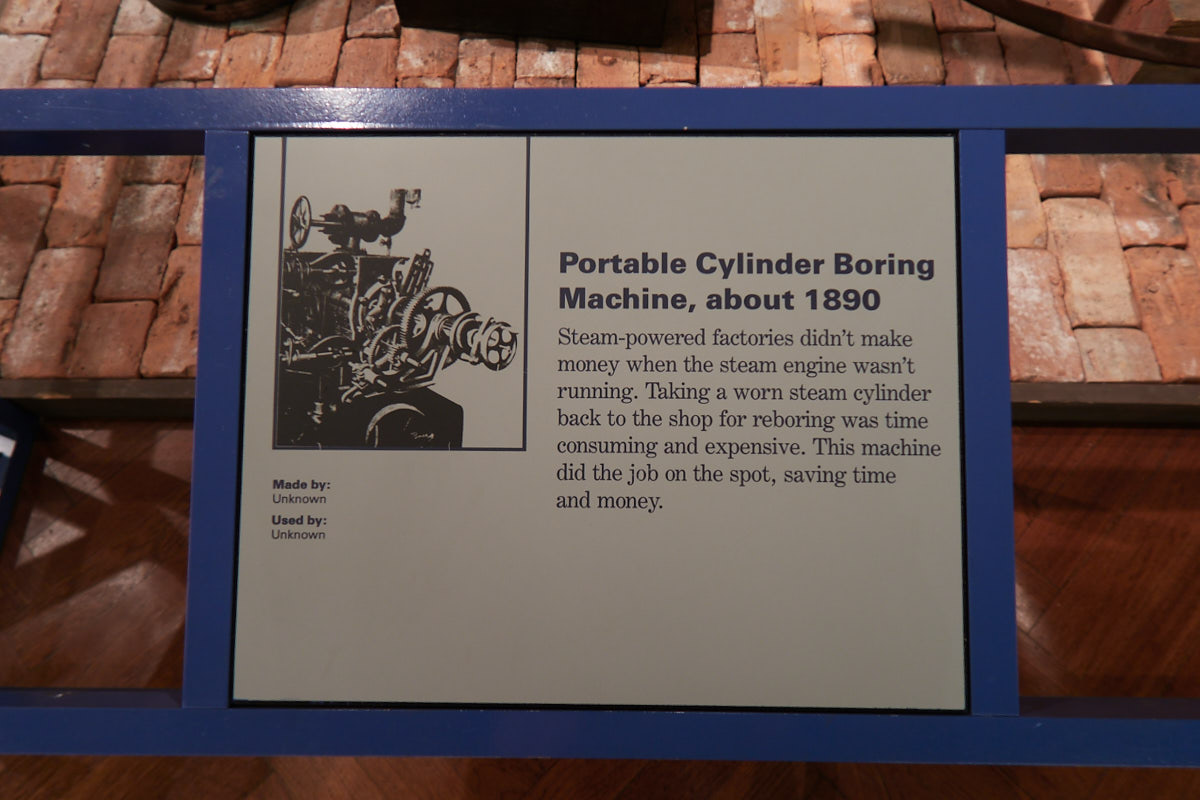 Portable Cylinder Boring
Machine, about 1890
Steam-powered factories didn't make
money when the steam engine wasn't
running. Taking a worn steam cylinder
back to the shop for reboring was time
consuming and expensive. This machine
did the job on the spot, saving time
and money.
Made by:
Unknown
Used by:
Unknown